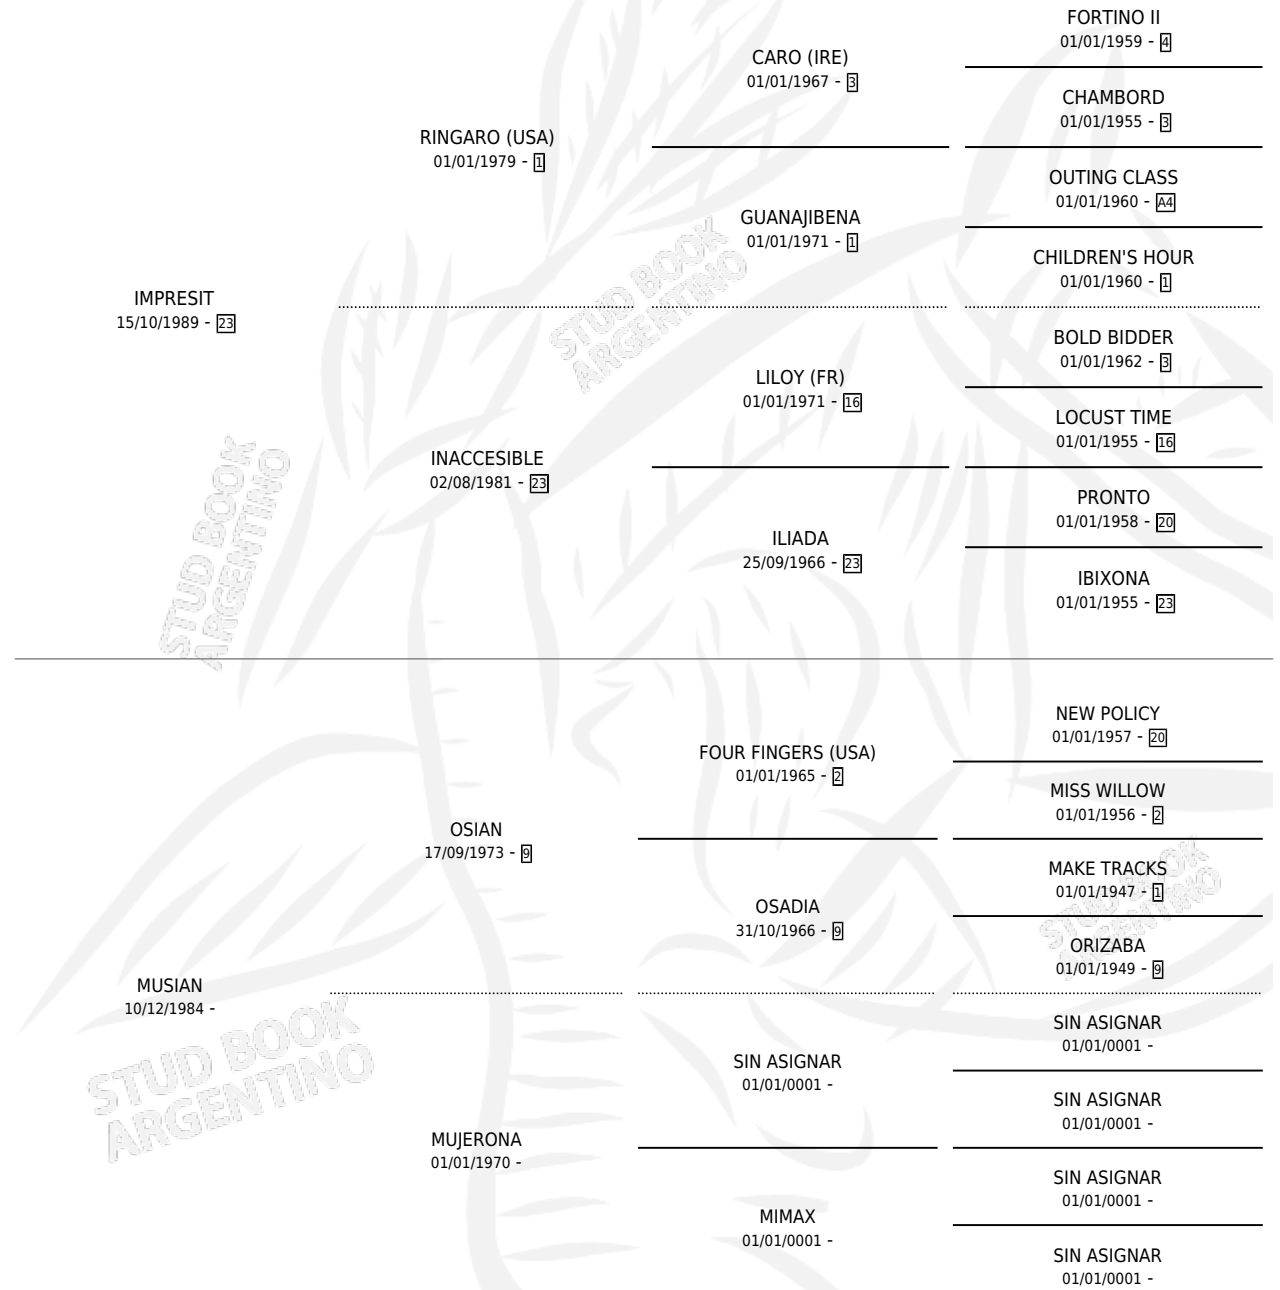 FORTINO II
01/01/1959 - 4
CARO (IRE)
01/01/1967 - 3
CHAMBORD
01/01/1955 - 3
RINGARO (USA)
01/01/1979 - 1
OUTING CLASS
01/01/1960 - A4
GUANAJIBENA
01/01/1971 - 1
CHILDREN'S HOUR
01/01/1960 - 1
IMPRESIT
15/10/1989 - 23
BOLD BIDDER
01/01/1962 - 3
LILOY (FR)
01/01/1971 - 16
LOCUST TIME
01/01/1955 - 16
INACCESIBLE
02/08/1981 - 23
PRONTO
01/01/1958 - 20
ILIADA
25/09/1966 - 23
IBIXONA
01/01/1955 - 23
STUD BOOK
ARGENTINO
STUD BOOK
ARGENTINO
NEW POLICY
01/01/1957 - 20
FOUR FINGERS (USA)
01/01/1965 - 2
MISS WILLOW
01/01/1956 - 2
OSIAN
17/09/1973 - 9
MAKE TRACKS
01/01/1947 - 1
OSADIA
31/10/1966 - 9
ORIZABA
01/01/1949 - 9
STUD BOOK
ARGENTINO
MUSIAN
10/12/1984 -
SIN ASIGNAR
01/01/0001 -
SIN ASIGNAR
01/01/0001 -
SIN ASIGNAR
01/01/0001 -
MUJERONA
01/01/1970 -
SIN ASIGNAR
01/01/0001 -
MIMAX
01/01/0001 -
SIN ASIGNAR
01/01/0001 -
STUD BOOK
ARGENTINO